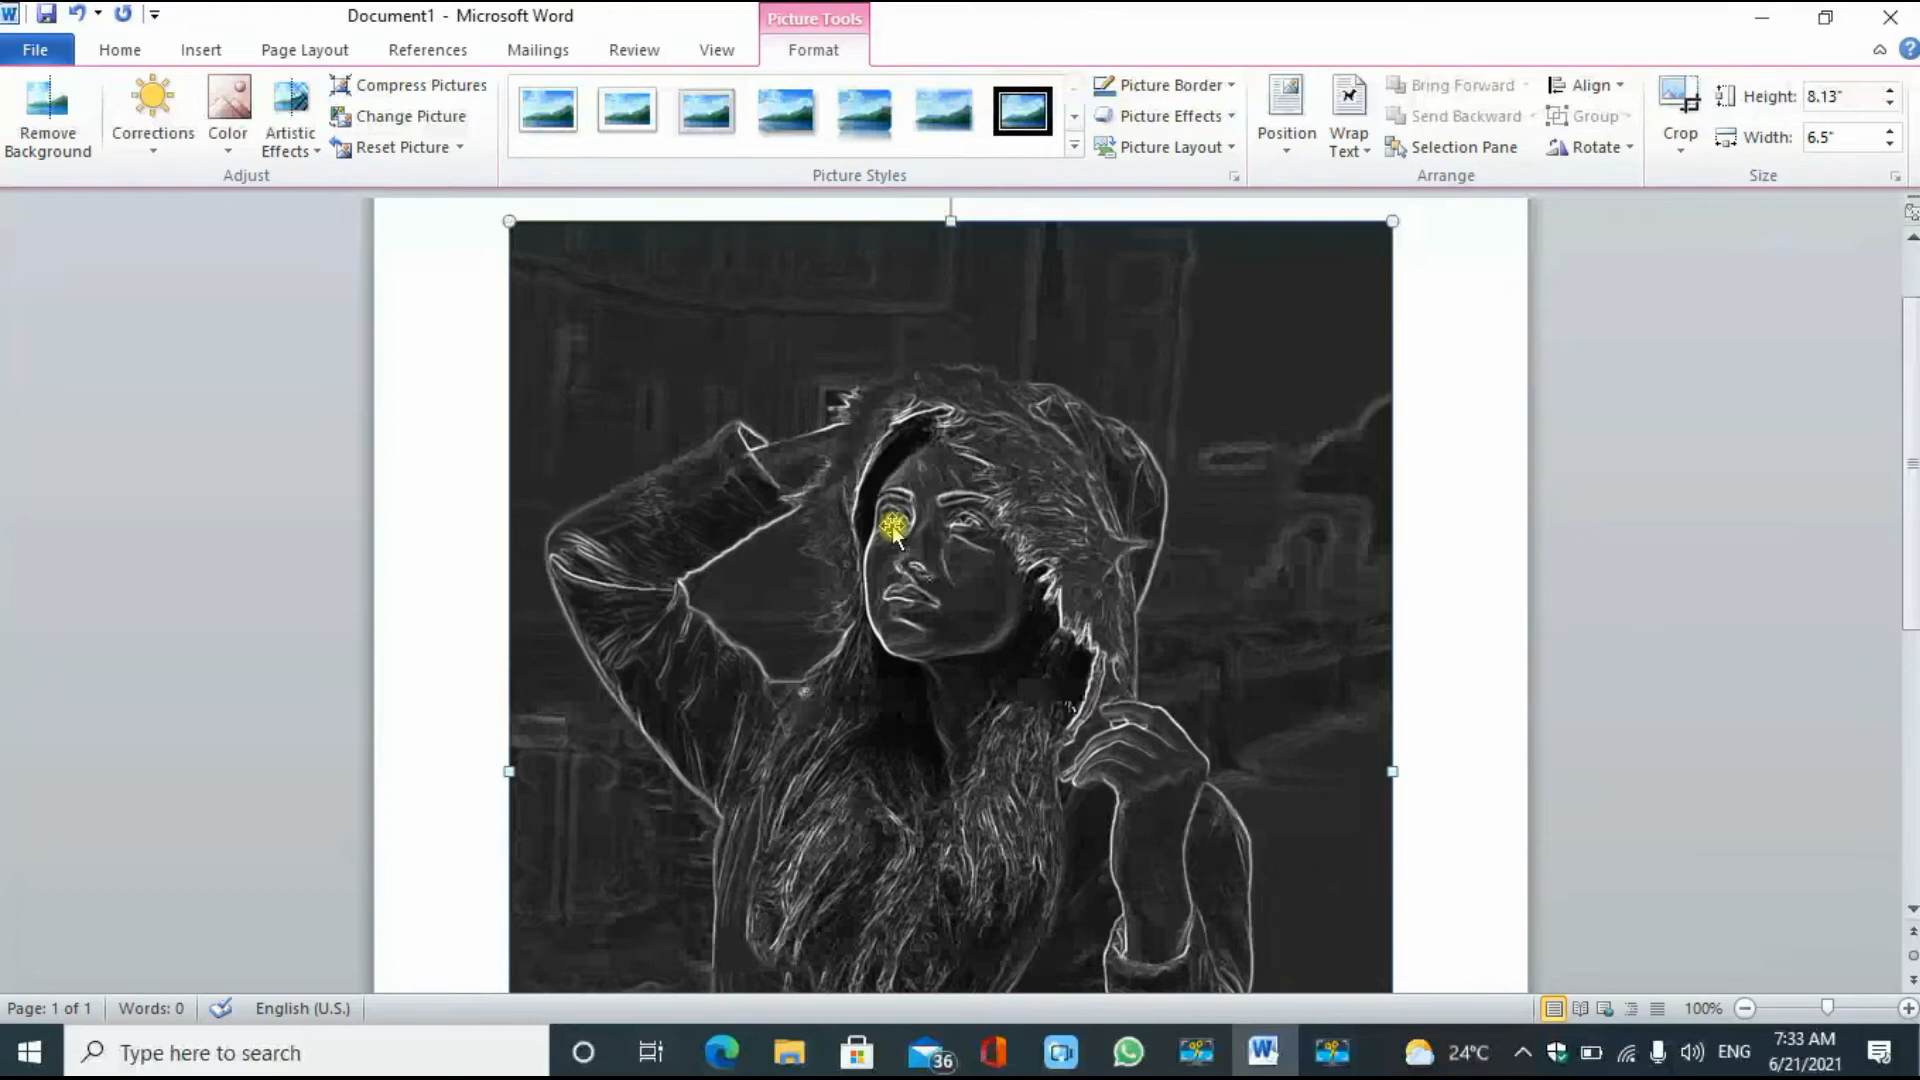 Document1 - Microsoft Word
Picture Tools
File
Home
Insert
Page Layout
References
Mailings
Review
View
Format
Remove
Background
Corrections
Color
Artistic
Effects
Compress Pictures
Change Picture
Reset Picture
Adjust
Picture Styles
Picture Border
Picture Effects
Picture Layout
Position
Wrap
Text
Bring Forward
Send Backward
Selection Pane
Align
Group
Rotate
Arrange
Crop
Height: 8.13"
Width: 6.5"
Size
Page: 1 of 1
Words: 0
English (U.S.)
100%
Type here to search
36
24°C
ENG
7:33 AM
6/21/2021